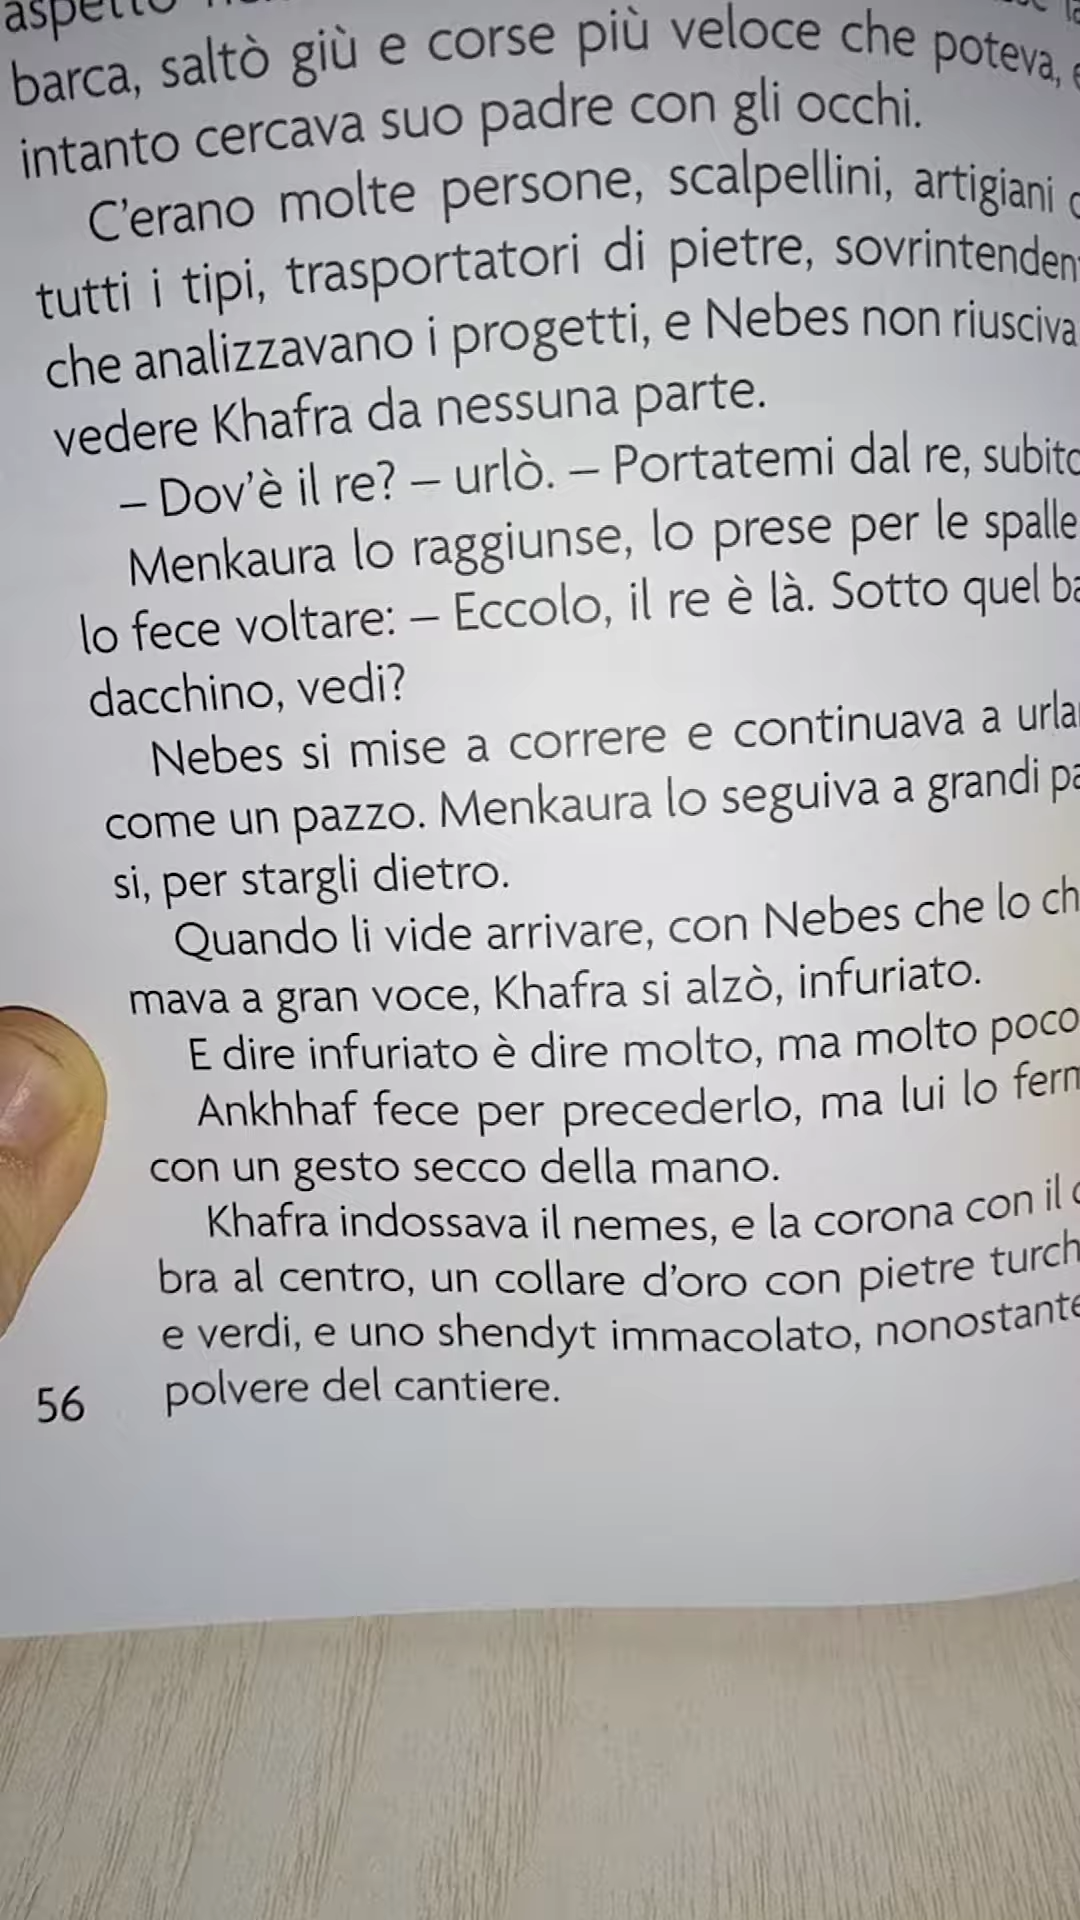 barca, saltò giù e corse più veloce che poteva,
intanto cercava suo padre con gli occhi.
C'erano molte persone, scalpellini, artigiani
tutti i tipi, trasportatori di pietre, sovrintenden
che analizzavano i progetti, e Nebes non riusciva
vedere Khafra da nessuna parte.
– Dov'è il re? – urlò. – Portatemi dal re, subito
Menkaura lo raggiunse, lo prese per le spalle
lo fece voltare: – Eccolo, il re è là. Sotto quel ba
dacchino, vedi?
Nebes si mise a correre e continuava a urla
come un pazzo. Menkaura lo seguiva a grandi pa
si, per stargli dietro.
Quando li vide arrivare, con Nebes che lo ch
mava a gran voce, Khafra si alzò, infuriato.
E dire infuriato è dire molto, ma molto poco
Ankhhaf fece per precederlo, ma lui lo ferm
con un gesto secco della mano.
Khafra indossava il nemes, e la corona con il
bra al centro, un collare d'oro con pietre turch
e verdi, e uno shendyt immacolato, nonostante
56 polvere del cantiere.